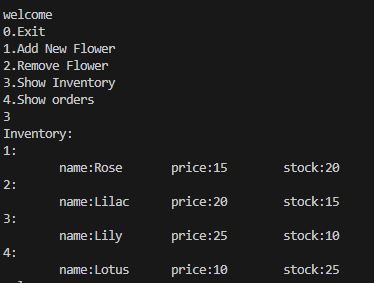 welcome
0.Exit
1.Add New Flower
2.Remove Flower
3.Show Inventory
4.Show orders
3
Inventory:
1:
name:Rose price:15 stock:20
2:
name:Lilac price:20 stock:15
3:
name:Lily price:25 stock:10
4:
name:Lotus price:10 stock:25